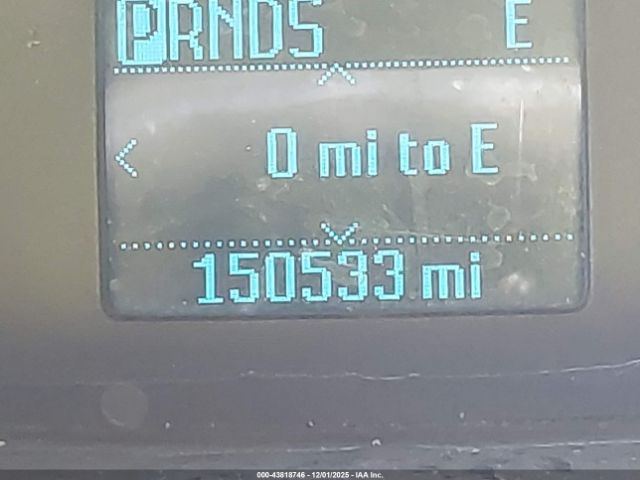 PRNDS E
< 0 mi to E
150533 mi
000-43818746 - 12/01/2025 - IAA Inc.